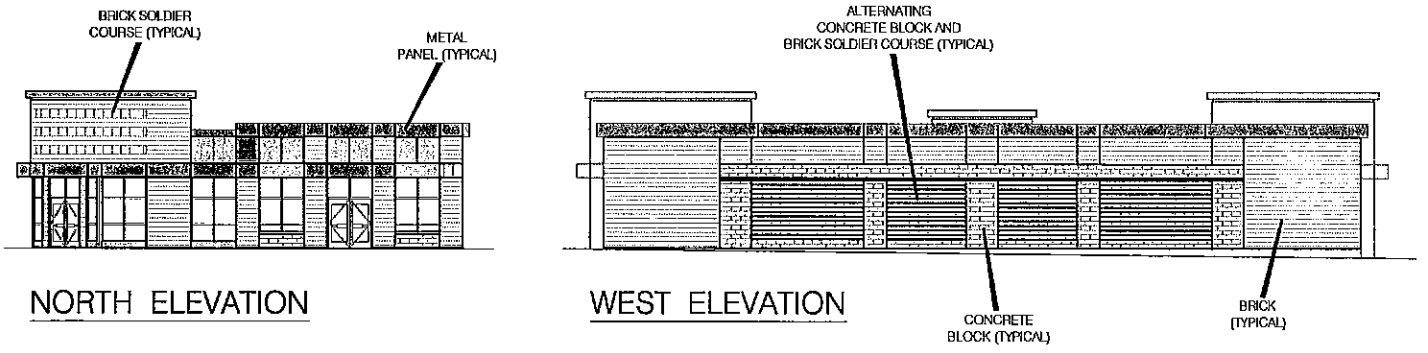 BRICK SOLDIER
COURSE (TYPICAL)
METAL
PANEL (TYPICAL)
NORTH ELEVATION
ALTERNATING
CONCRETE BLOCK AND
BRICK SOLDIER COURSE (TYPICAL)
WEST ELEVATION
CONCRETE
BLOCK (TYPICAL)
BRICK
(TYPICAL)